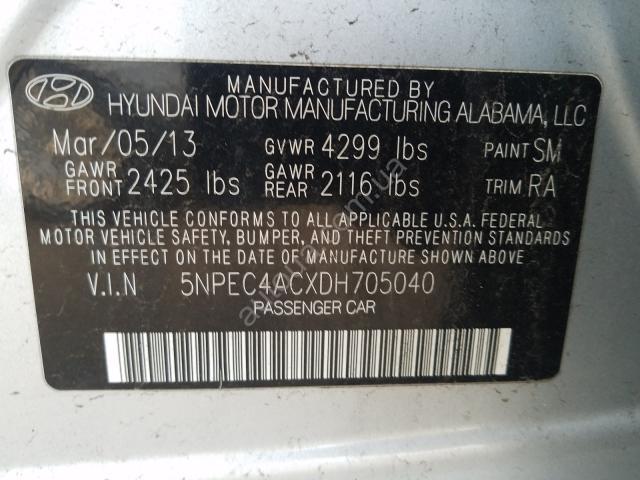 MANUFACTURED BY
HYUNDAI MOTOR MANUFACTURING ALABAMA, LLC
Mar/05/13 GVWR 4299 lbs PAINT SM
GAWR FRONT 2425 lbs GAWR REAR 2116 lbs TRIM RA
THIS VEHICLE CONFORMS TO ALL APPLICABLE U.S.A. FEDERAL
MOTOR VEHICLE SAFETY, BUMPER, AND THEFT PREVENTION STANDARDS
IN EFFECT ON THE DATE OF MANUFACTURE SHOWN ABOVE.
V.I.N 5NPEC4ACXDH705040
PASSENGER CAR